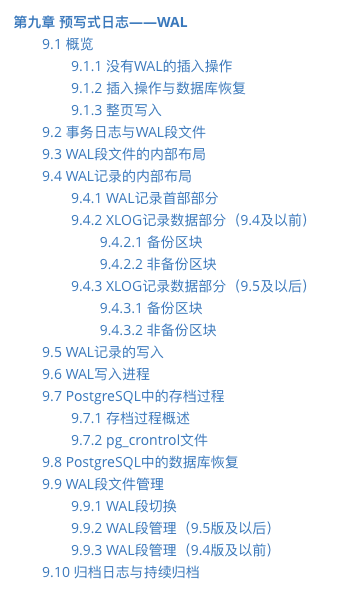 第九章 预写式日志——WAL
9.1 概览
9.1.1 没有WAL的插入操作
9.1.2 插入操作与数据库恢复
9.1.3 整页写入
9.2 事务日志与WAL段文件
9.3 WAL段文件的内部布局
9.4 WAL记录的内部布局
9.4.1 WAL记录首部部分
9.4.2 XLOG记录数据部分（9.4及以前）
9.4.2.1 备份区块
9.4.2.2 非备份区块
9.4.3 XLOG记录数据部分（9.5及以后）
9.4.3.1 备份区块
9.4.3.2 非备份区块
9.5 WAL记录的写入
9.6 WAL写入进程
9.7 PostgreSQL中的存档过程
9.7.1 存档过程概述
9.7.2 pg_crontrol文件
9.8 PostgreSQL中的数据库恢复
9.9 WAL段文件管理
9.9.1 WAL段切换
9.9.2 WAL段管理（9.5版及以后）
9.9.3 WAL段管理（9.4版及以前）
9.10 归档日志与持续归档